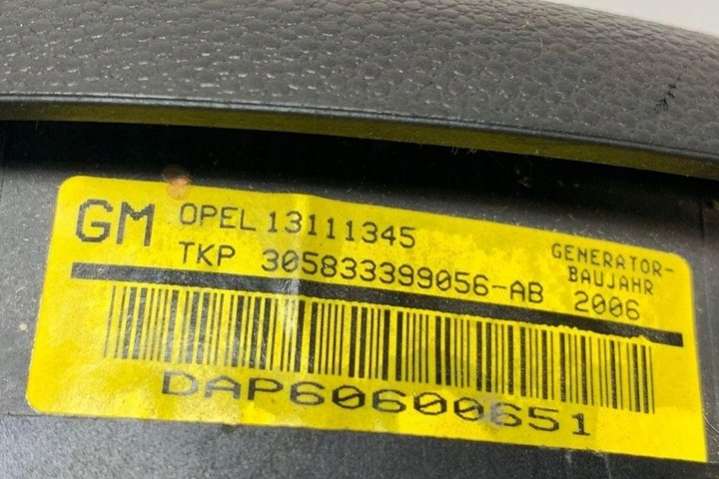 GM OPEL 13111345
TKP 305833399056-AB
GENERATOR-
BAUJAHR
2006
DAP60600651